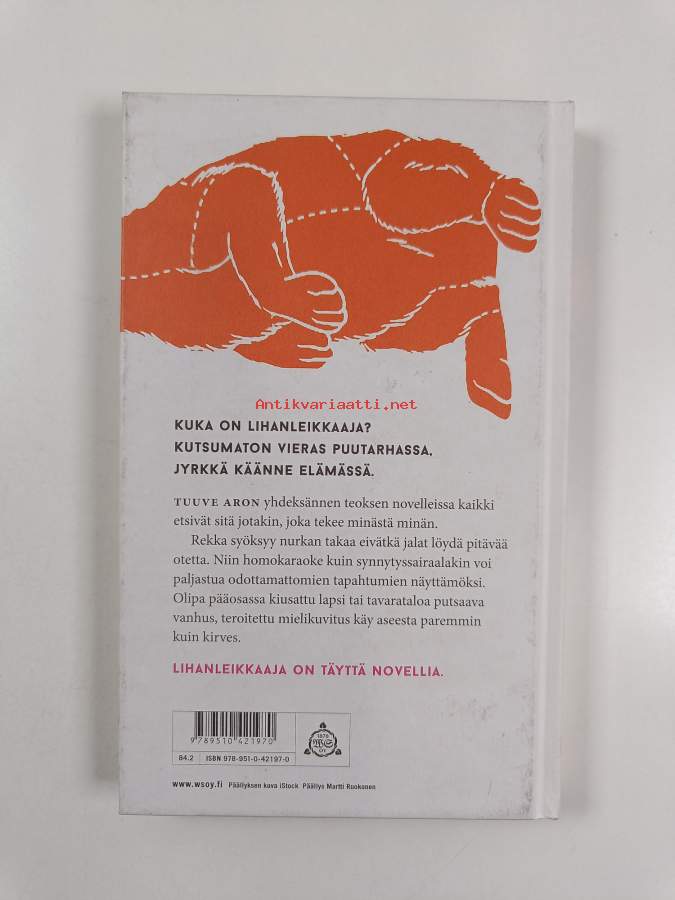 Antikvariaatti.net
KUKA ON LIHANLEIKKAAJA?
KUTSUMATON VIERAS PUUTARHASSA,
JYRKKÄ KÄÄNNE ELÄMÄSSÄ.
TUUVE ARON yhdeksännen teoksen novelleissa kaikki
etsivät sitä jotakin, joka tekee minästä minän.
Rekka syöksyy nurkan takaa eivätkä jalat löydä pitävää
otetta. Niin homokaraoke kuin synnytyssairaalakin voi
paljastua odottamattomien tapahtumien näyttämöksi.
Olipa pääosassa kiusattu lapsi tai tavarataloa putsaava
vanhus, teroitettu mielikuvitus käy aseesta paremmin
kuin kirves.
LIHANLEIKKAAJA ON TÄYTTÄ NOVELLIA.
9789510421970
84.2 ISBN 978-951-0-42197-0
1878
WS
OY
www.wsoy.fi Päällyksen kuva iStock Päällys Martti Ruokonen